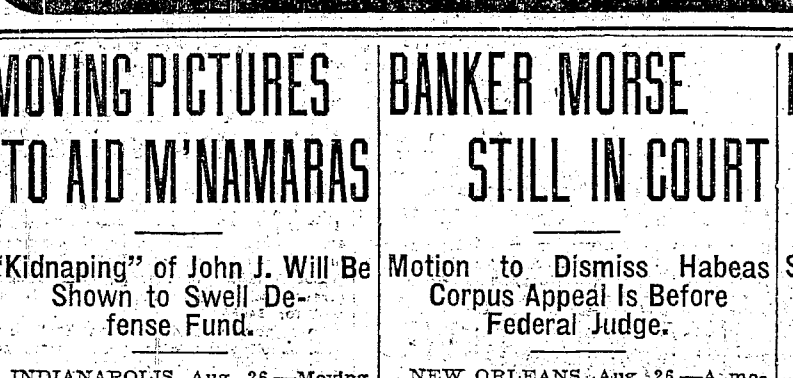 MOVING PICTURES
TO AID M'NAMARAS
"Kidnaping" of John J. Will Be
Shown to Swell De-
fense Fund.
INDIANAPOLIS, Aug. 26.—Moving
BANKER MORSE
STILL IN COURT
Motion to Dismiss Habeas
Corpus Appeal Is Before
Federal Judge.
NEW ORLEANS, Aug. 26.—A mo-